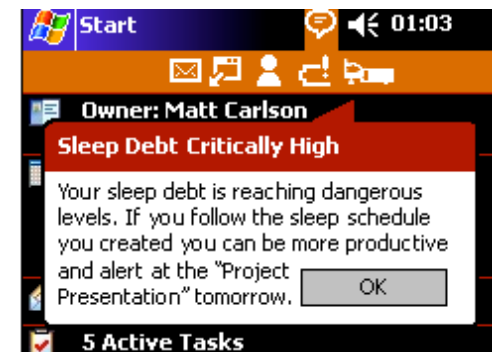 Start 01:03
Owner: Matt Carlson
Sleep Debt Critically High
Your sleep debt is reaching dangerous
levels. If you follow the sleep schedule
you created you can be more productive
and alert at the "Project
Presentation" tomorrow. OK
5 Active Tasks